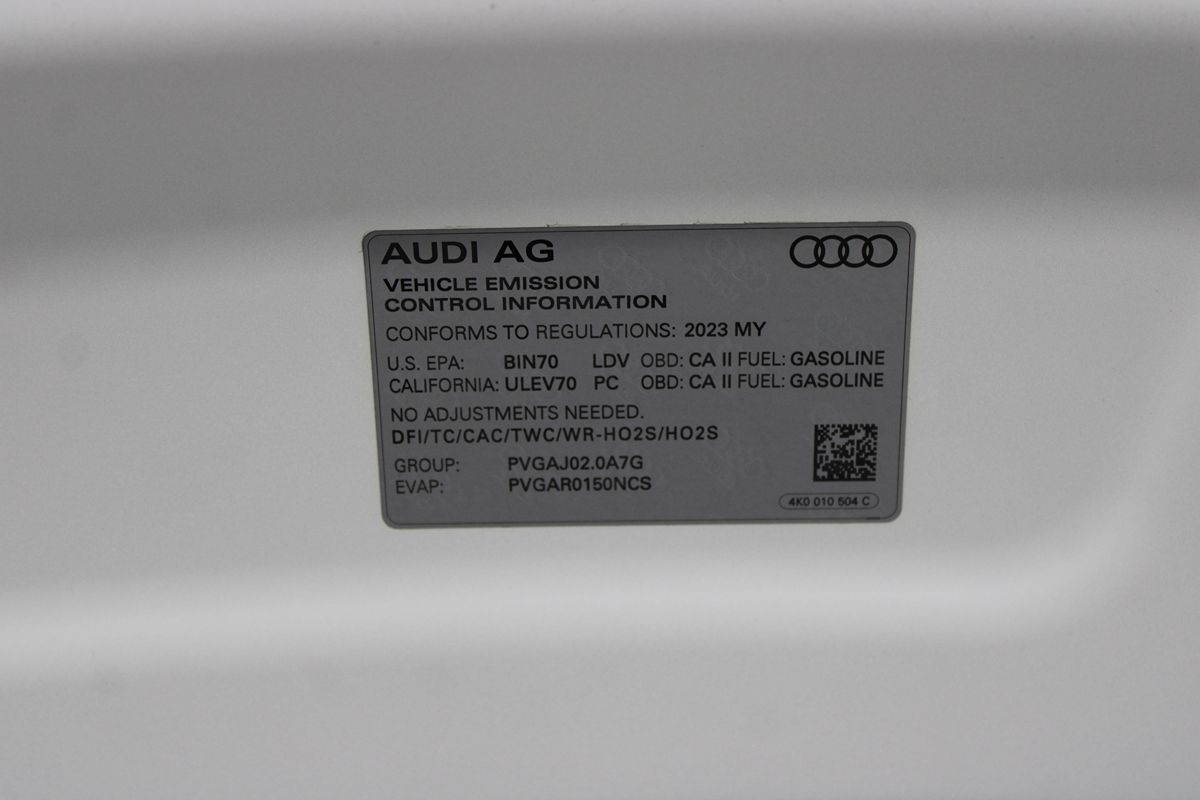 AUDI AG
VEHICLE EMISSION
CONTROL INFORMATION
CONFORMS TO REGULATIONS: 2023 MY
U.S. EPA: BIN70 LDV OBD: CA II FUEL: GASOLINE
CALIFORNIA: ULEV70 PC OBD: CA II FUEL: GASOLINE
NO ADJUSTMENTS NEEDED.
DFI/TC/CAC/TWC/WR-HO2S/HO2S
GROUP: PVGAJ02.0A7G
EVAP: PVGAR0150NCS
4K0 010 504 C